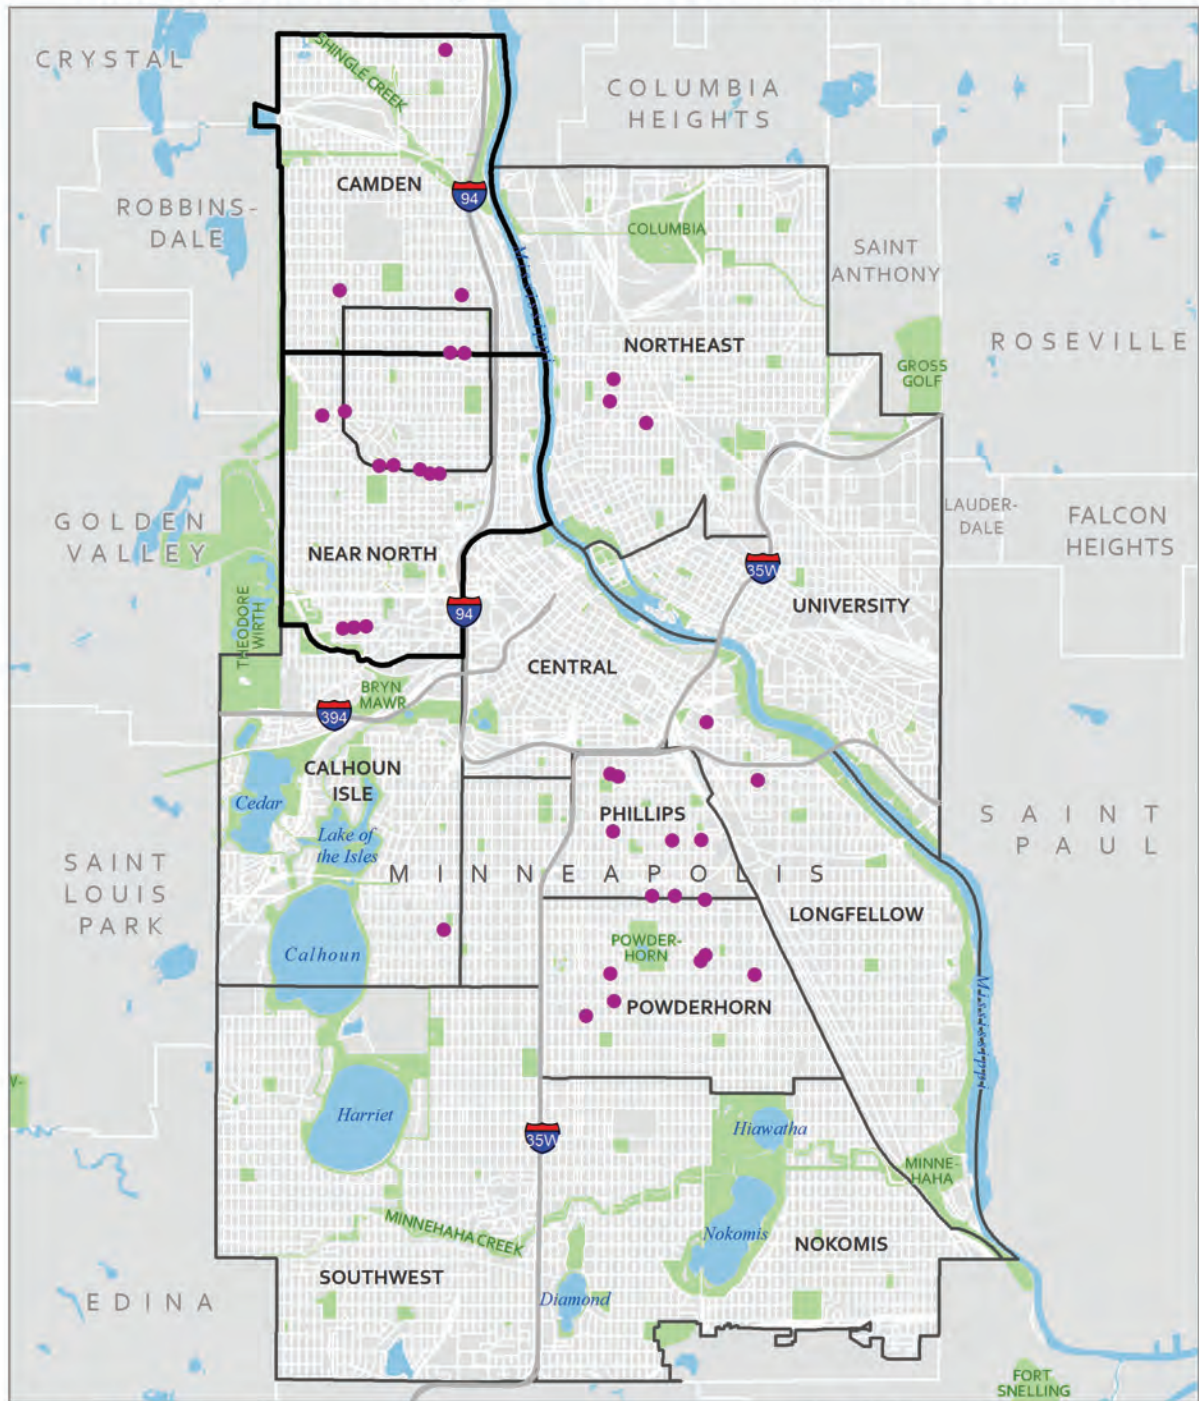 CRYSTAL
SHINGLE CREEK
COLUMBIA
HEIGHTS
CAMDEN
94
ROBBINS-
DALE
COLUMBIA
SAINT
ANTHONY
NORTHEAST
ROSEVILLE
GROSS
GOLF
GOLDEN
VALLEY
LAUDER-
DALE
FALCON
HEIGHTS
NEAR NORTH
35W
94
UNIVERSITY
THEODORE
WIRTH
CENTRAL
BRYN
MAWR
394
CALHOUN
ISLE
Cedar
PHILLIPS
SAINT
PAUL
Lake of
the Isles
SAINT
LOUIS
PARK
MINNEAPOLIS
LONGFELLOW
Calhoun
POWDER-
HORN
POWDERHORN
Mississippi
Harriet
Hiawatha
35W
MINNE-
HAHA
MINNEHAHA CREEK
Nokomis
NOKOMIS
SOUTHWEST
Diamond
EDINA
FORT
SNELLING